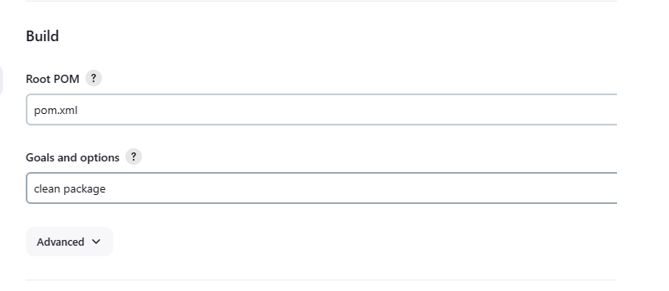 Build
Root POM ?
pom.xml
Goals and options ?
clean package
Advanced